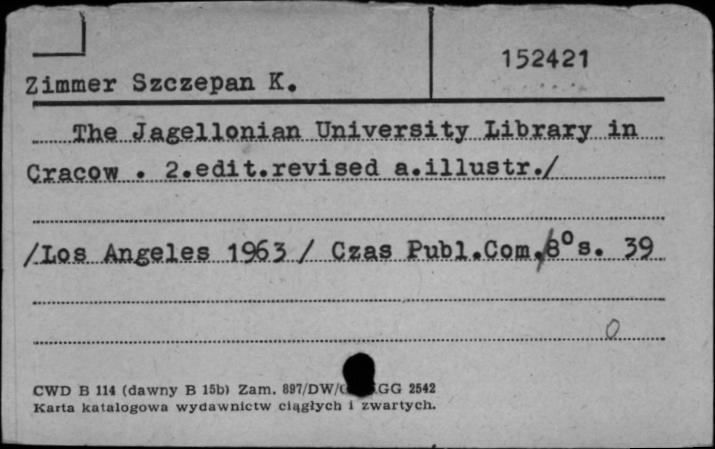 152421
Zimmer Szczepan K.
The Jagellonian University Library in
Cracow . 2.edit.revised a.illustr./
/Los Angeles 1963 / Czas Publ.Com./8° s. 39
0
CWD B 114 (dawny B 15b) Zam. 897/DW/ GG 2542
Karta katalogowa wydawnictw ciągłych i zwartych.